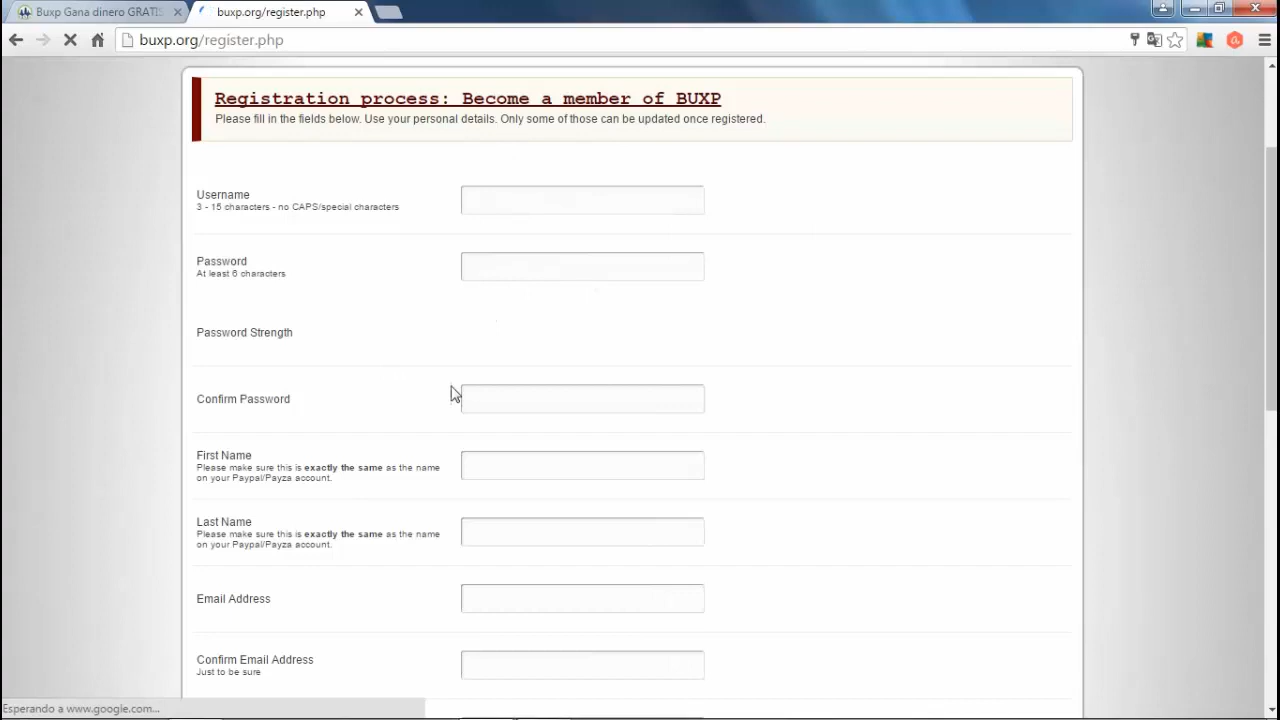 Buxp Gana dinero GRATIS
buxp.org/register.php
buxp.org/register.php
Registration process: Become a member of BUXP
Please fill in the fields below. Use your personal details. Only some of those can be updated once registered.
Username
3 - 15 characters - no CAPS/special characters
Password
At least 6 characters
Password Strength
Confirm Password
First Name
Please make sure this is exactly the same as the name
on your Paypal/Payza account.
Last Name
Please make sure this is exactly the same as the name
on your Paypal/Payza account.
Email Address
Confirm Email Address
Just to be sure
Esperando a www.google.com...